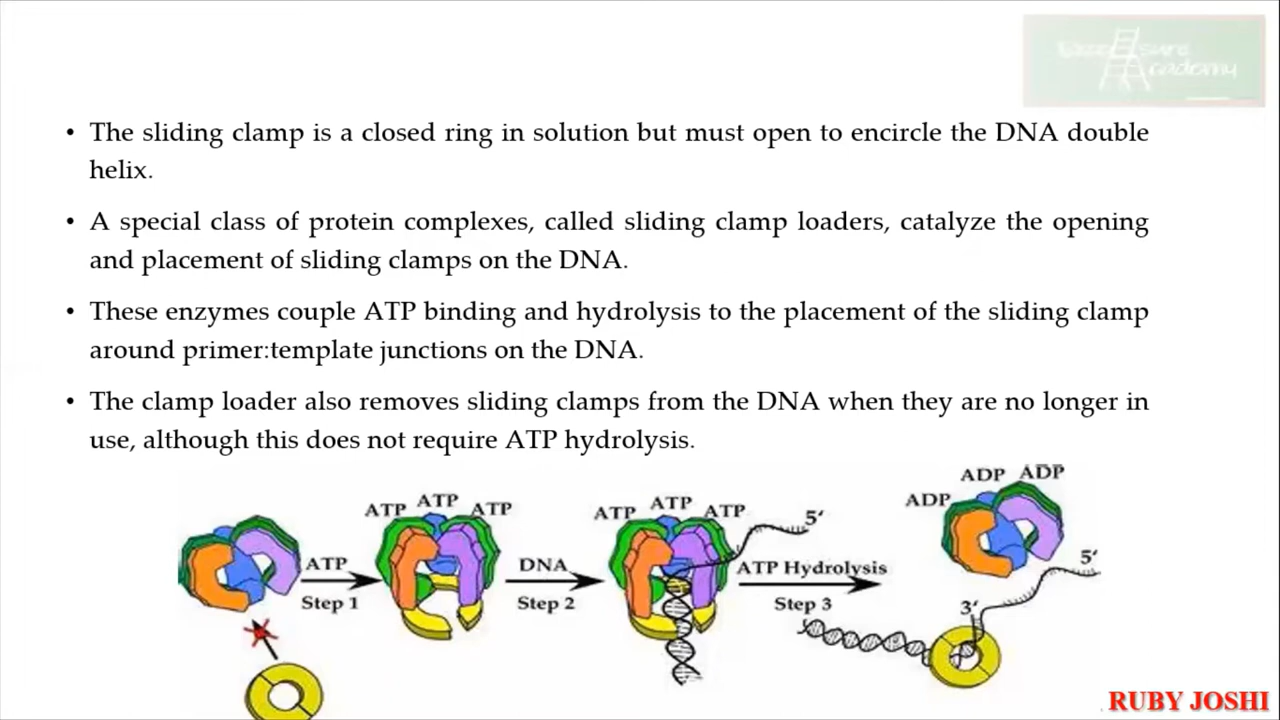 • The sliding clamp is a closed ring in solution but must open to encircle the DNA double
helix.
• A special class of protein complexes, called sliding clamp loaders, catalyze the opening
and placement of sliding clamps on the DNA.
• These enzymes couple ATP binding and hydrolysis to the placement of the sliding clamp
around primer:template junctions on the DNA.
• The clamp loader also removes sliding clamps from the DNA when they are no longer in
use, although this does not require ATP hydrolysis.
ATP
Step 1
ATP ATP ATP
DNA
Step 2
ATP ATP ATP
5‘
ATP Hydrolysis
Step 3
ADP ADP ADP
5‘
3‘
RUBY JOSHI